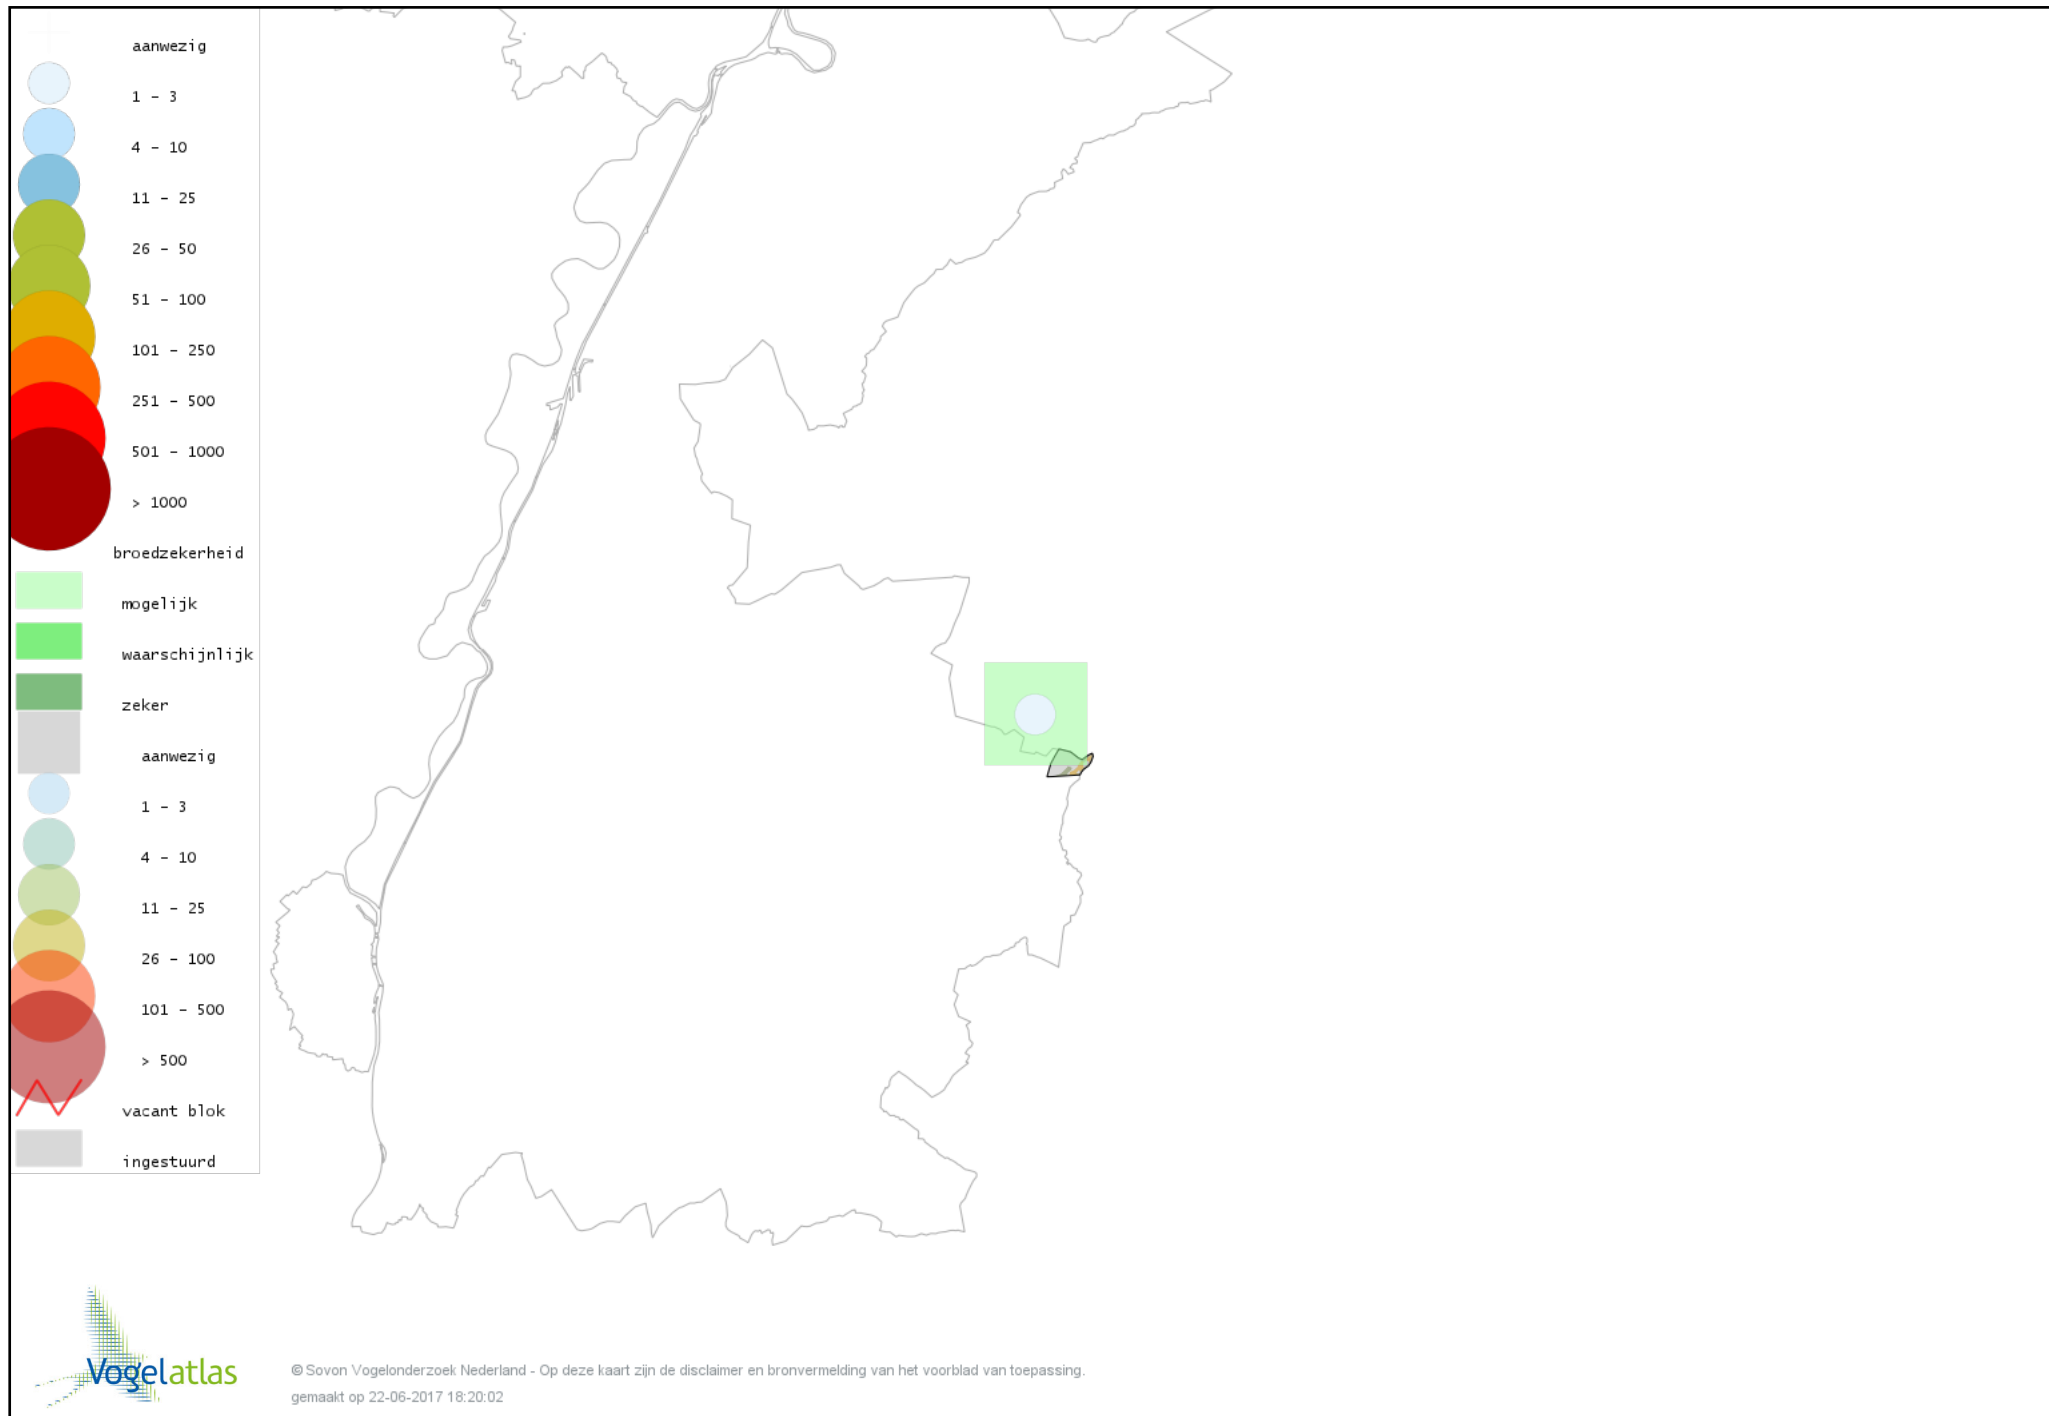 aanwezig
1 – 3
4 – 10
11 – 25
26 – 50
51 – 100
101 – 250
251 – 500
501 – 1000
> 1000
broedzekerheid
mogelijk
waarschijnlijk
zeker
aanwezig
1 – 3
4 – 10
11 – 25
26 – 100
101 – 500
> 500
vacant blok
ingestuurd
Vogelatlas
© Sovon Vogelonderzoek Nederland - Op deze kaart zijn de disclaimer en bronvermelding van het voorblad van toepassing.
gemaakt op 22-06-2017 18:20:02